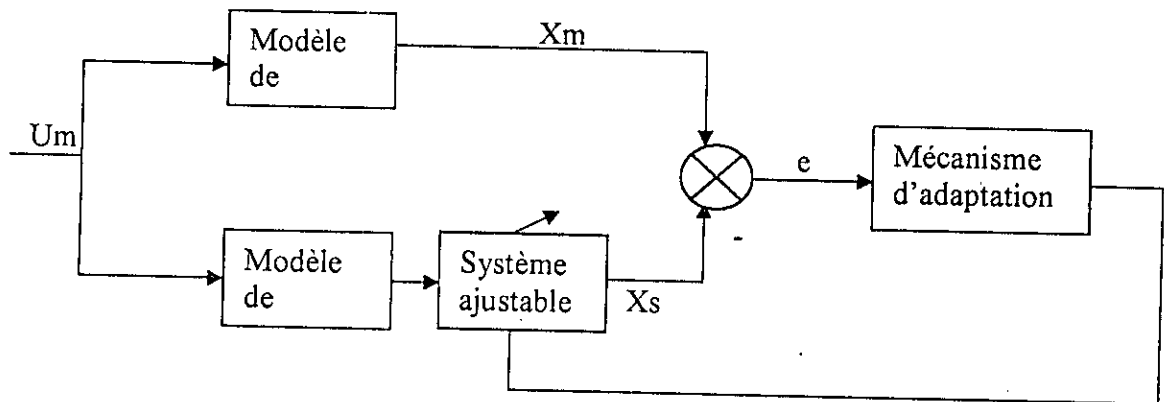 Modèle
de
Xm
Um
e
Mécanisme
d'adaptation
-
Modèle
de
Système
ajustable
Xs